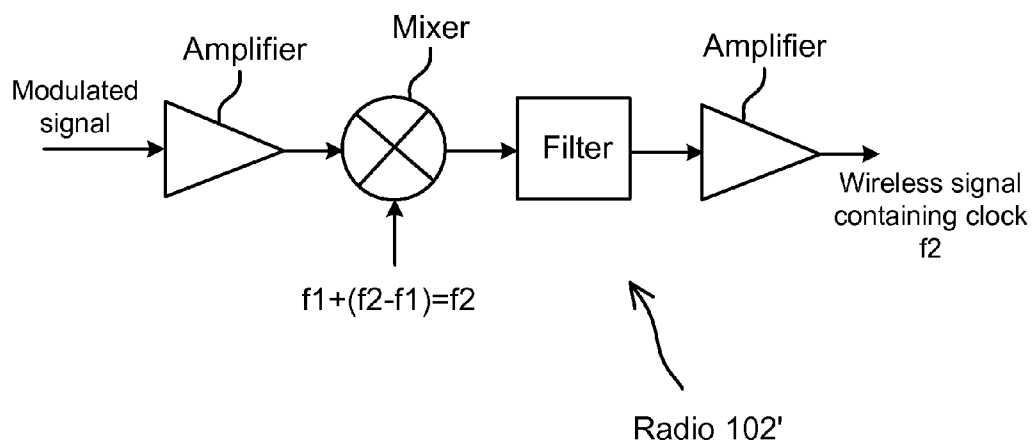 Modulated
signal
Amplifier
Mixer
Filter
Amplifier
Wireless signal
containing clock
f2
f1+(f2-f1)=f2
Radio 102'